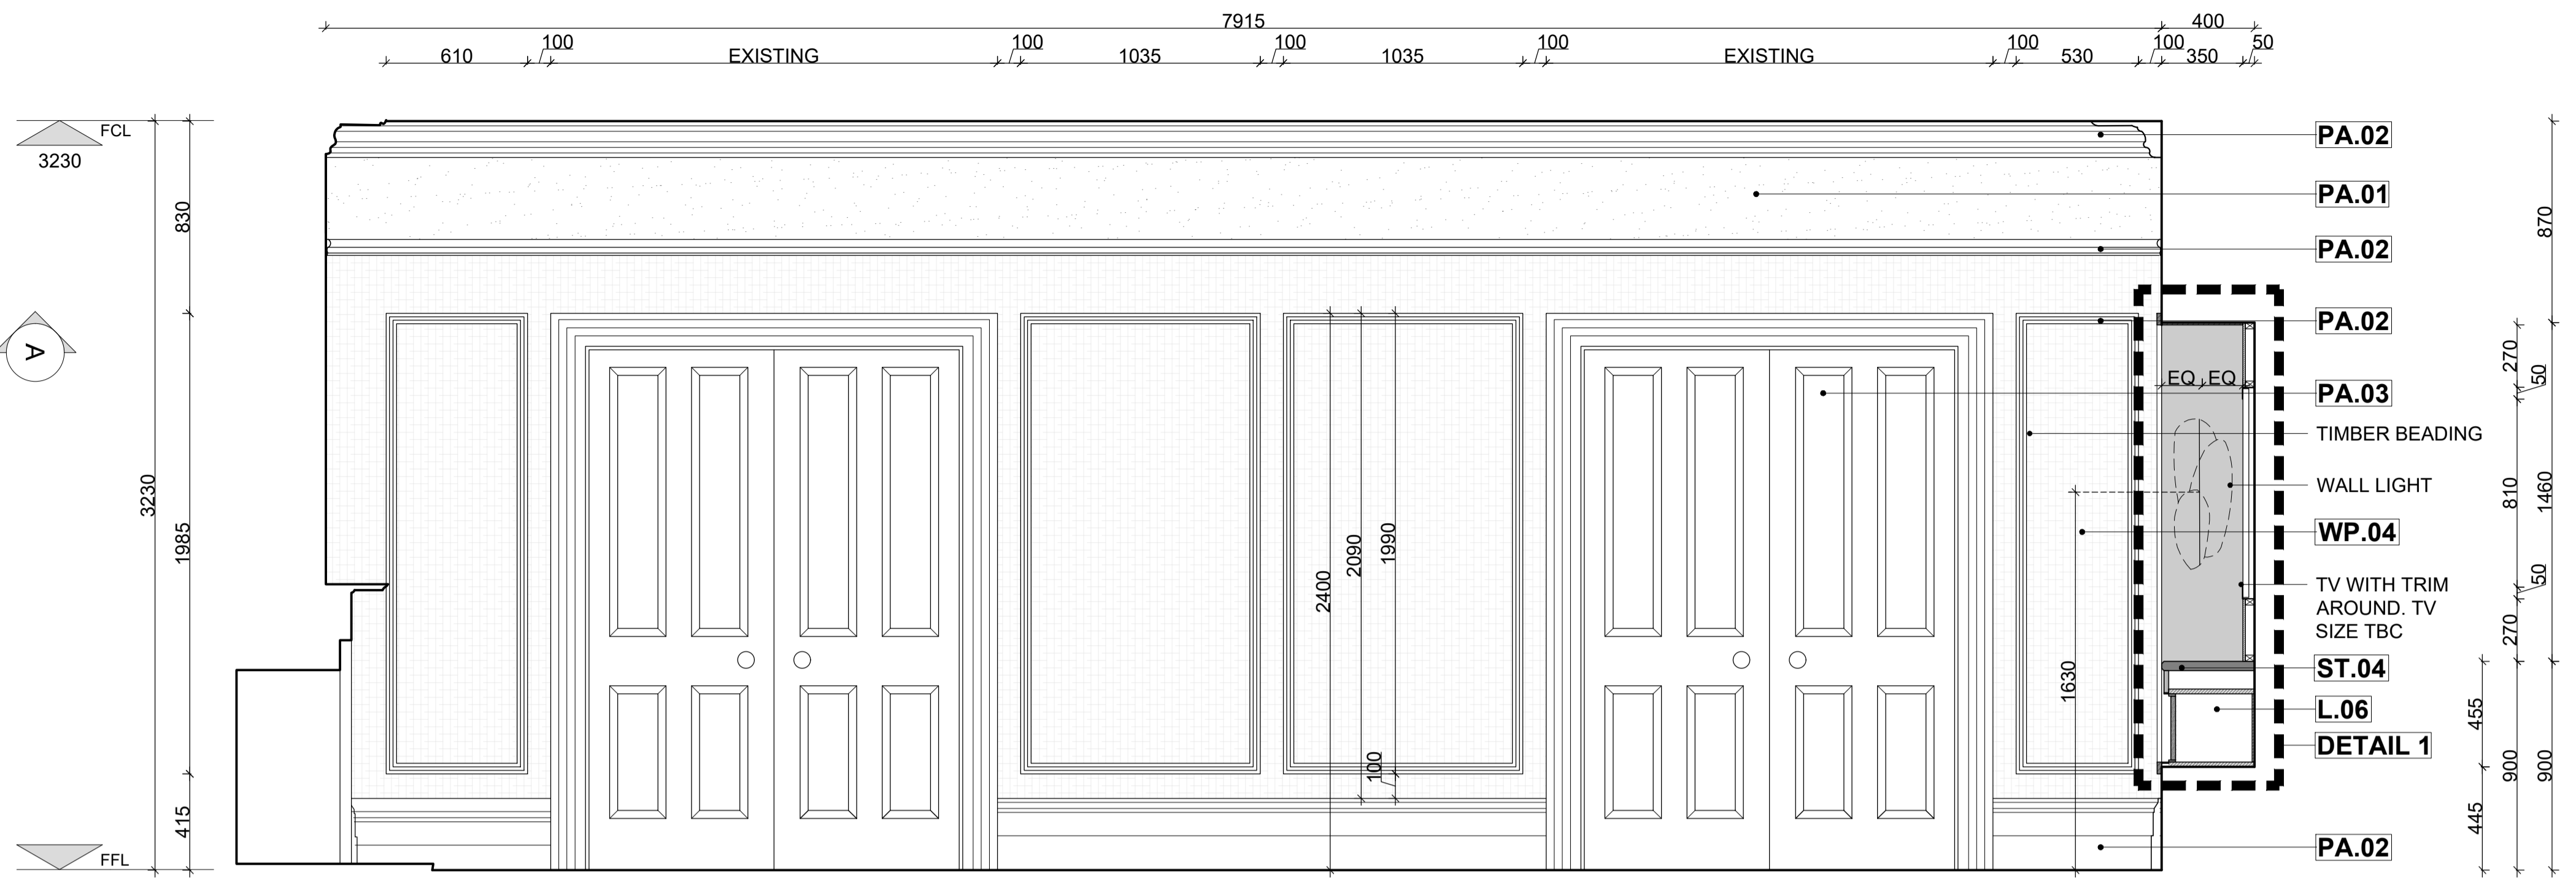 7915
400
610
100
EXISTING
100
1035
100
1035
100
EXISTING
100
530
100
350
50
FCL
3230
3230
830
1985
415
A
FFL
2400
2090
1990
100
1630
EQ
EQ
PA.02
PA.01
PA.02
PA.02
PA.03
TIMBER BEADING
WALL LIGHT
WP.04
TV WITH TRIM
AROUND. TV
SIZE TBC
ST.04
L.06
DETAIL 1
PA.02
870
270
50
810
1460
50
270
455
445
900
900